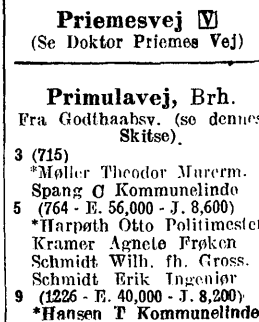 Priemesvej V
(Se Doktor Priemes Vej)
Primulavej, Brh.
Fra Godthaabsv. (se dennes
Skitse).
3 (715)
*Møller Theodor Murerm.
Spang C Kommunelinde
5 (764 - E. 56,000 - J. 8,600)
*Harpøth Otto Politimester
Kramer Agnete Frøken
Schmidt Wilh. fh. Gross.
Schmidt Erik Ingeniør
9 (1226 - E. 40,000 - J. 8,200)
*Hansen T Kommunelinde